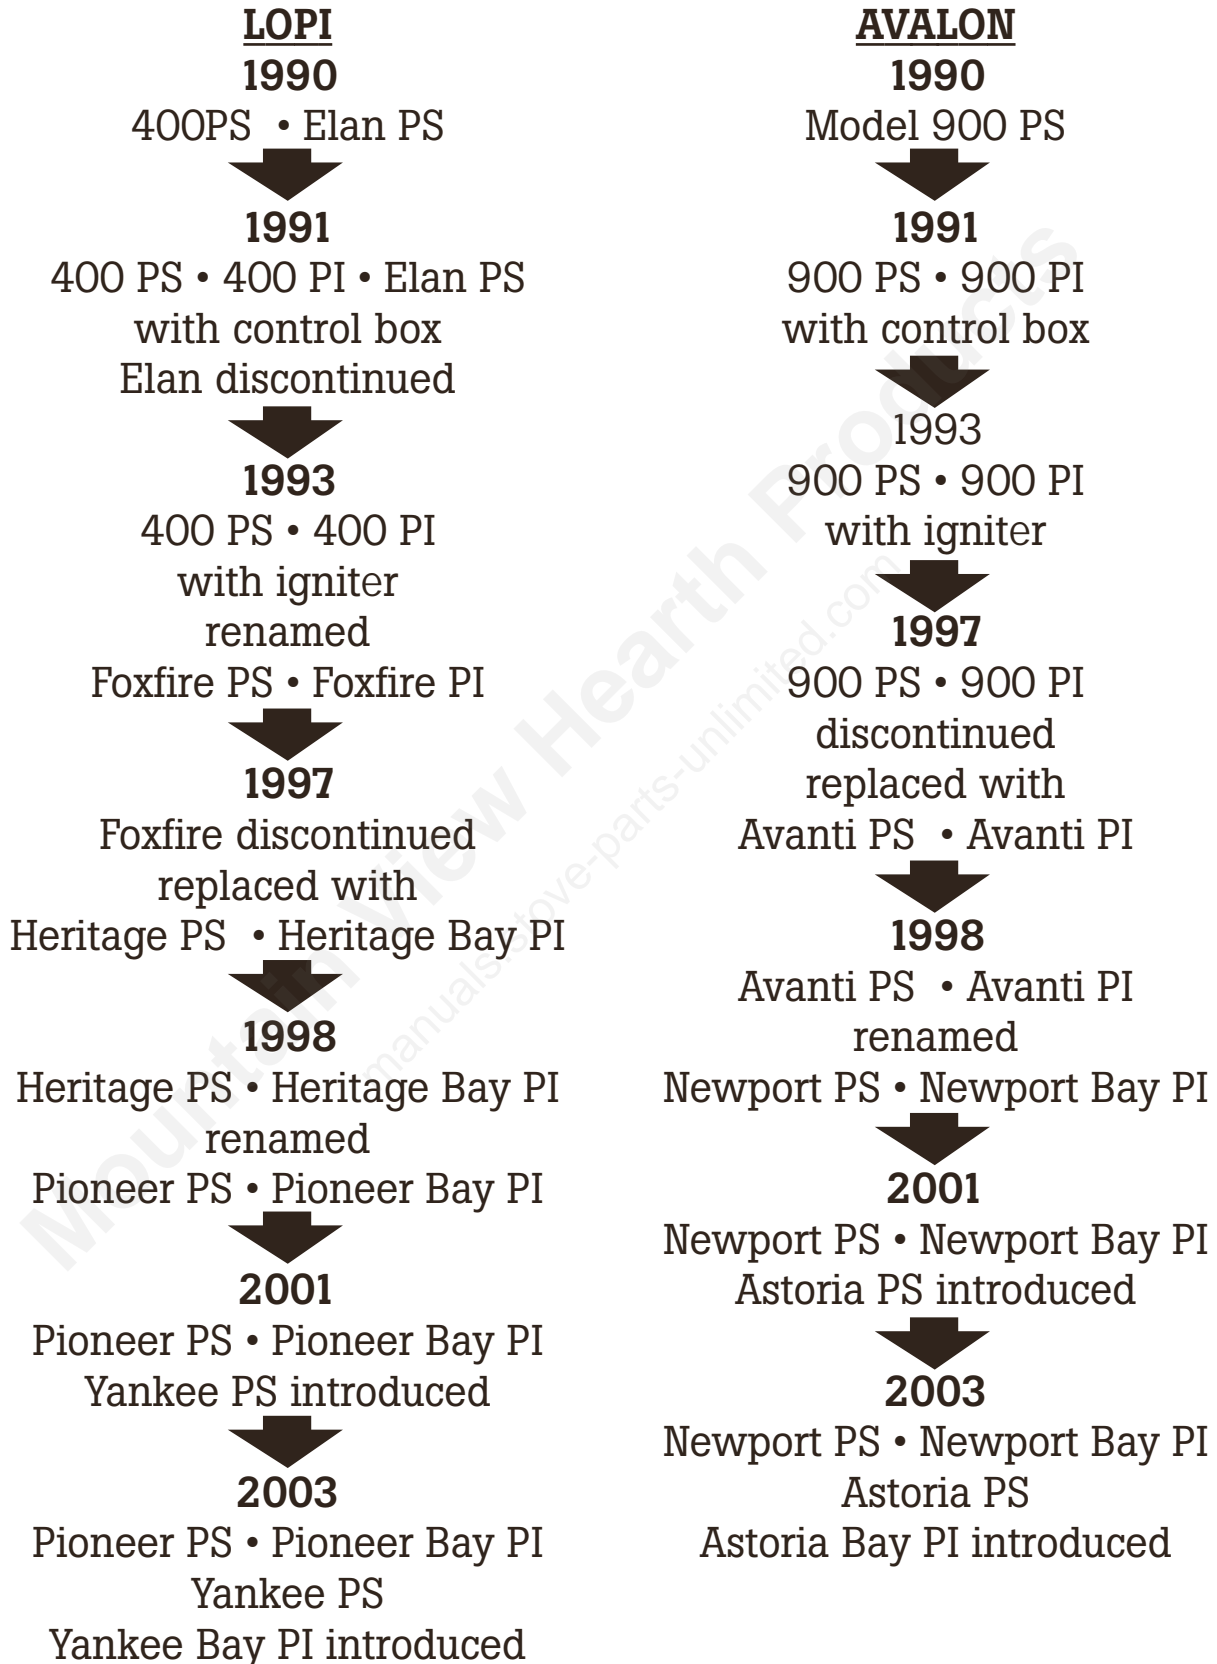 LOPI
1990
400PS • Elan PS
1991
400 PS • 400 PI • Elan PS
with control box
Elan discontinued
1993
400 PS • 400 PI
with igniter
renamed
Foxfire PS • Foxfire PI
1997
Foxfire discontinued
replaced with
Heritage PS • Heritage Bay PI
1998
Heritage PS • Heritage Bay PI
renamed
Pioneer PS • Pioneer Bay PI
2001
Pioneer PS • Pioneer Bay PI
Yankee PS introduced
2003
Pioneer PS • Pioneer Bay PI
Yankee PS
Yankee Bay PI introduced
AVALON
1990
Model 900 PS
1991
900 PS • 900 PI
with control box
1993
900 PS • 900 PI
with igniter
1997
900 PS • 900 PI
discontinued
replaced with
Avanti PS • Avanti PI
1998
Avanti PS • Avanti PI
renamed
Newport PS • Newport Bay PI
2001
Newport PS • Newport Bay PI
Astoria PS introduced
2003
Newport PS • Newport Bay PI
Astoria PS
Astoria Bay PI introduced
Mountain View Hearth Products
manuals.stove-parts-unlimited.com